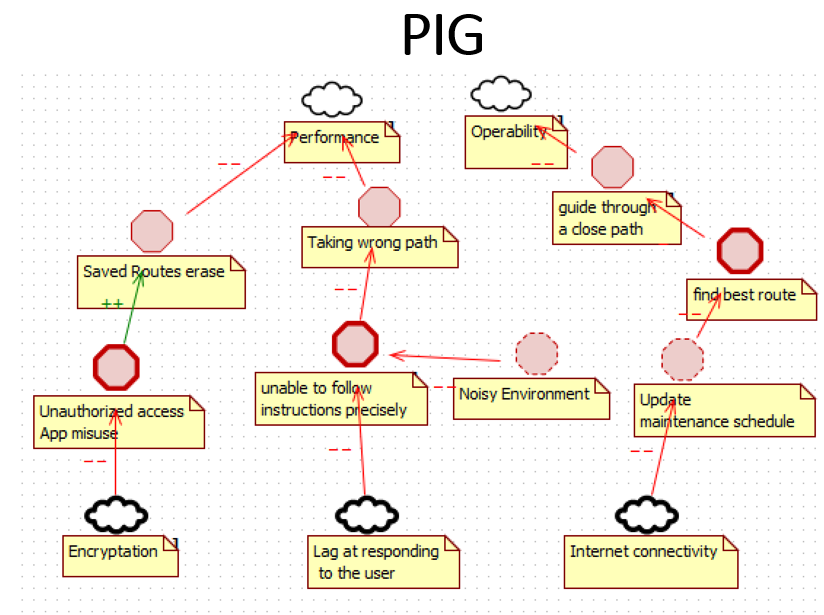 PIG
Performance
Operability
--
--
--
guide through
a close path
Taking wrong path
Saved Routes erase
++
--
find best route
--
unable to follow
instructions precisely
--
Noisy Environment
Update
maintenance schedule
Unauthorized access
App misuse
--
--
--
Encryptation
Lag at responding
to the user
Internet connectivity